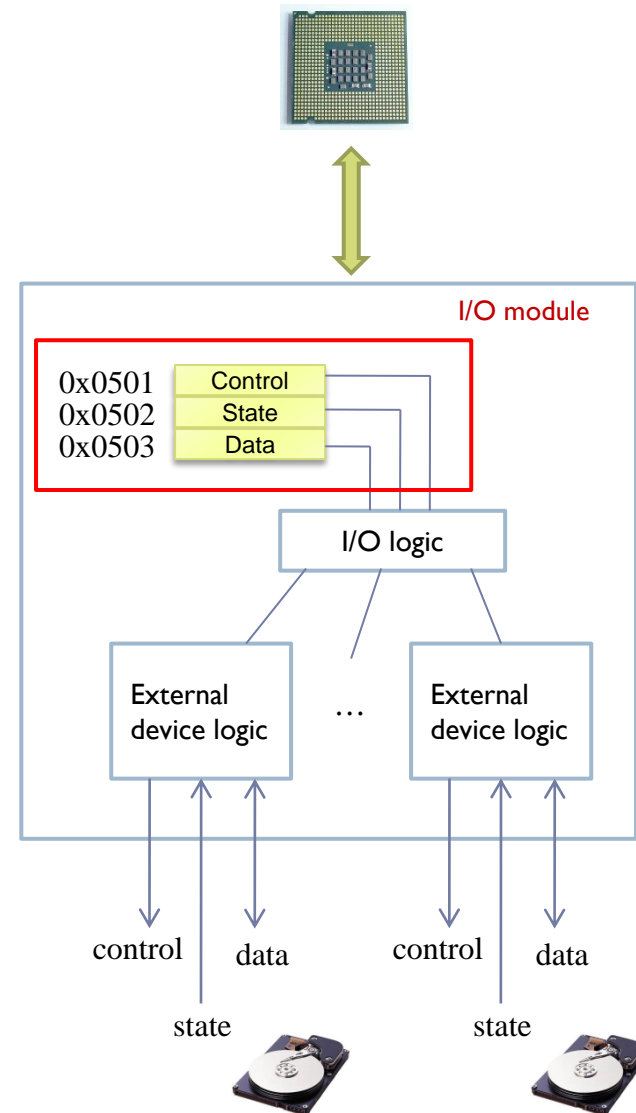 I/O module
0x0501 Control
0x0502 State
0x0503 Data
I/O logic
External
device logic
...
External
device logic
control
data
control
data
state
state